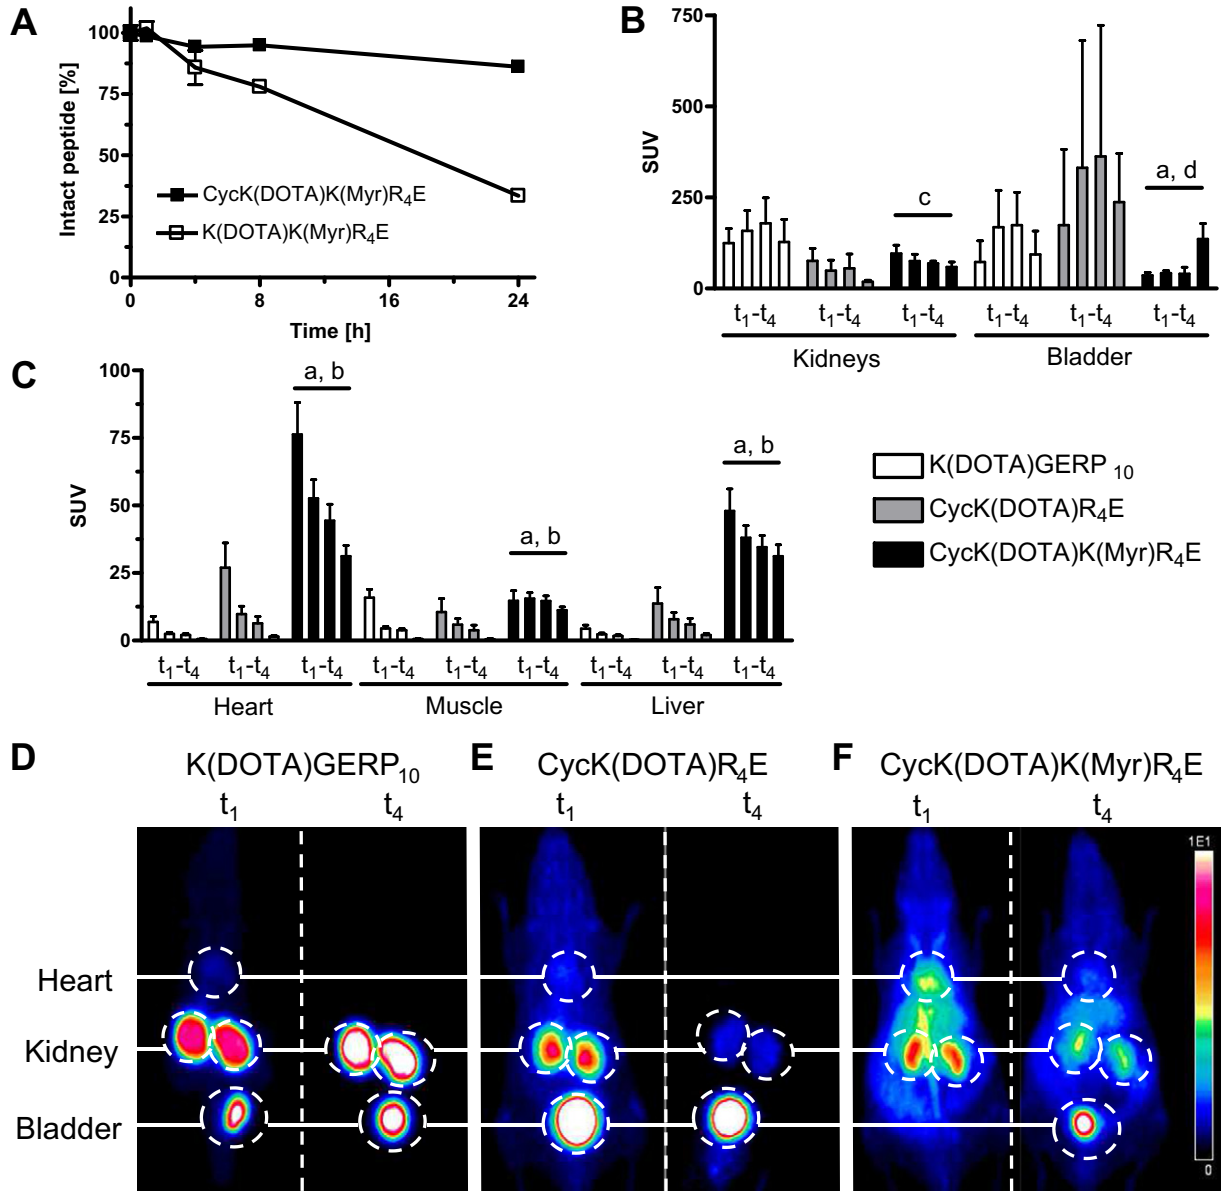 A
Intact peptide [%]
100
75
50
25
0
CycK(DOTA)K(Myr)R4E
K(DOTA)K(Myr)R4E
0 8 16 24
Time [h]
B
SUV
750
500
250
0
c
a, d
t1-t4 t1-t4 t1-t4 t1-t4 t1-t4 t1-t4
Kidneys Bladder
C
SUV
100
75
50
25
0
a, b
a, b
a, b
t1-t4 t1-t4 t1-t4 t1-t4 t1-t4 t1-t4 t1-t4 t1-t4 t1-t4
Heart Muscle Liver
K(DOTA)GERP10
CycK(DOTA)R4E
CycK(DOTA)K(Myr)R4E
D K(DOTA)GERP10
t1 t4
E CycK(DOTA)R4E
t1 t4
F CycK(DOTA)K(Myr)R4E
t1 t4
1E1
0
Heart
Kidney
Bladder